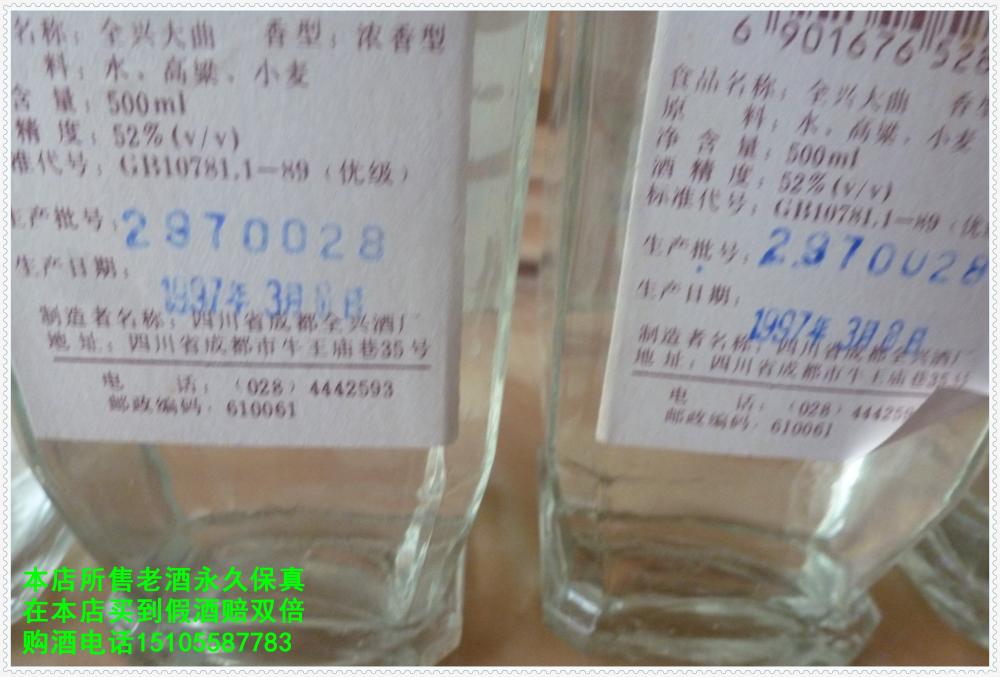 名称：全兴大曲 香型：浓香型
料：水、高粱、小麦
含 量：500ml
精 度：52%(v/v)
准代号：GB10781.1-89（优级）
生产批号：2970028
生产日期：
1997年 3月8日
制造者名称：四川省成都全兴酒厂
地 址：四川省成都市牛王庙巷35号
电 话：（028）4442593
邮政编码：610061
6 901676 528
食品名称：全兴大曲 香
原 料：水、高粱、小麦
净 含 量：500ml
酒 精 度：52%(v/v)
标准代号：GB10781.1-89（优
生产批号：2970028
生产日期：
1997年 3月8日
制造者名称：四川省成都全兴酒厂
地 址：四川省成都市牛王庙巷35号
电 话：（028）444259
邮政编码：610061
本店所售老酒永久保真
在本店买到假酒赔双倍
购酒电话15105587783